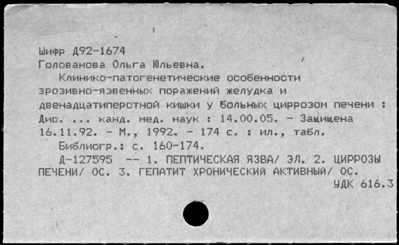 Шифр Д92-1674
Голованова Ольга Юльевна.
Клинико-патогенетические особенности
эрозивно-язвенных поражений желудка и
двенадцатиперстной кишки у больных циррозом печени :
Дис. ... канд. мед. наук : 14.00.05. - Защищена
16.11.92. - М., 1992. - 174 с. : ил., табл.
Библиогр.: с. 160-174.
Д-127595 -- 1. ПЕПТИЧЕСКАЯ ЯЗВА/ ЭЛ. 2. ЦИРРОЗЫ
ПЕЧЕНИ/ ОС. 3. ГЕПАТИТ ХРОНИЧЕСКИЙ АКТИВНЫЙ/ ОС.
УДК 616.3